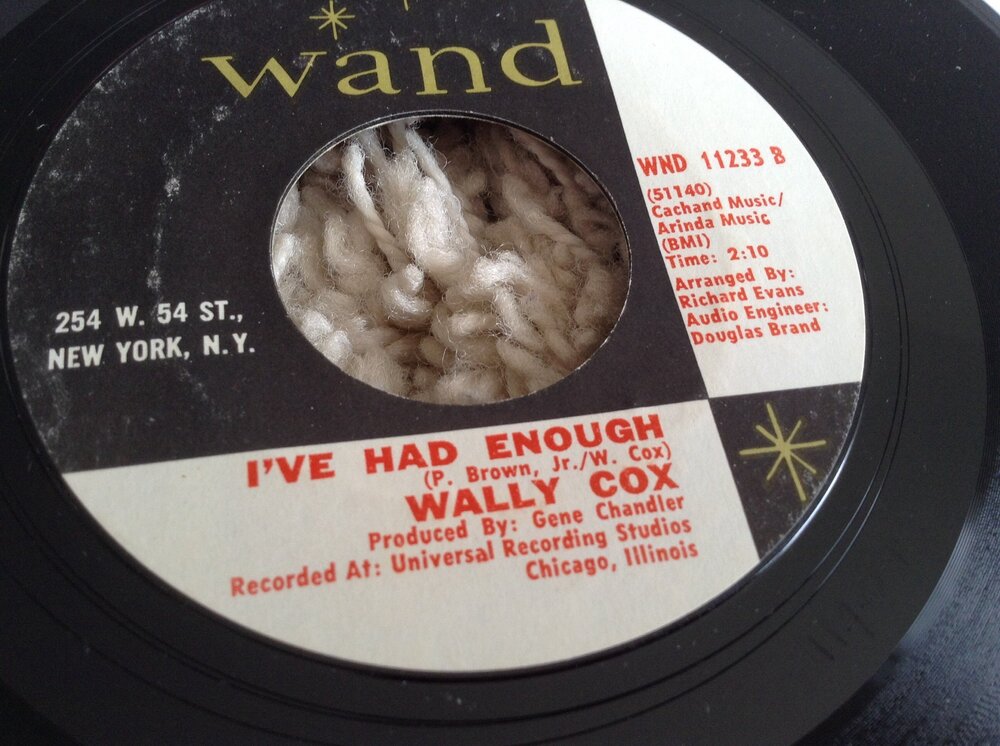 wand
WND 11233 B
(51140)
Cachand Music/
Arinda Music
(BMI)
Time: 2:10
Arranged By:
Richard Evans
Audio Engineer:
Douglas Brand
254 W. 54 ST.,
NEW YORK, N.Y.
I'VE HAD ENOUGH
(P. Brown, Jr./W. Cox)
WALLY COX
Produced By: Gene Chandler
Recorded At: Universal Recording Studios
Chicago, Illinois